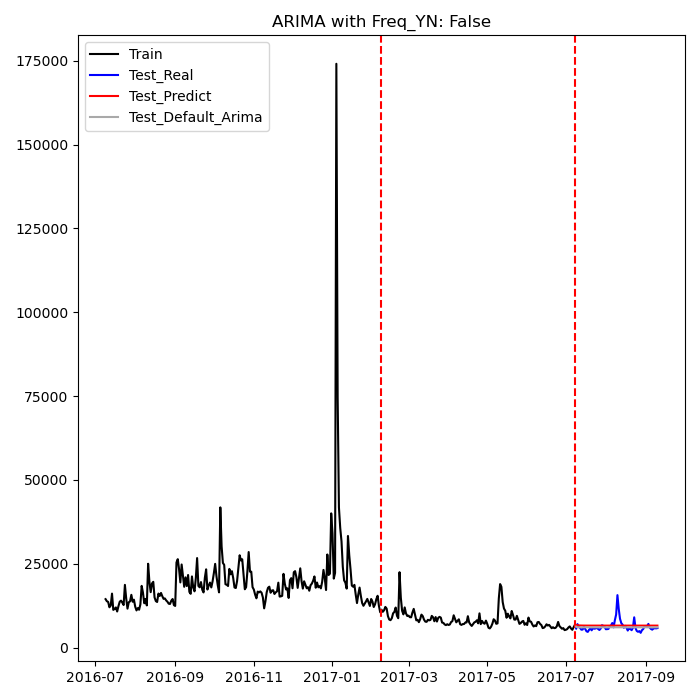 ARIMA with Freq_YN: False
Train
Test_Real
Test_Predict
Test_Default_Arima
175000
150000
125000
100000
75000
50000
25000
0
2016-07 2016-09 2016-11 2017-01 2017-03 2017-05 2017-07 2017-09